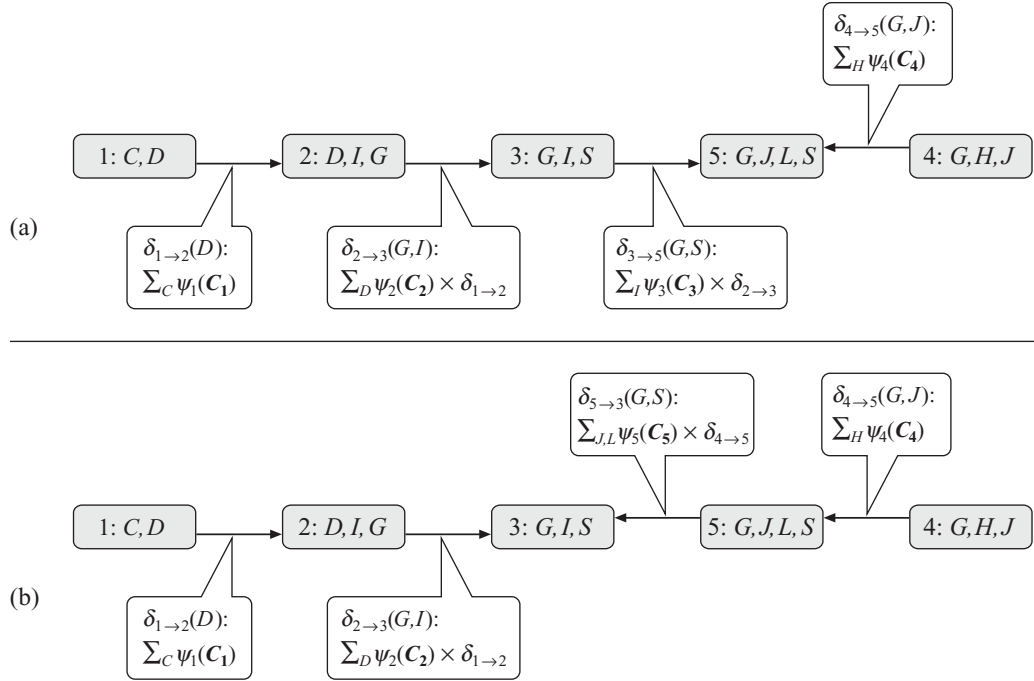 δ4→5(G,J):
∑H ψ4(C4)
1: C,D
2: D,I,G
3: G,I,S
5: G,J,L,S
4: G,H,J
(a)
δ1→2(D):
∑C ψ1(C1)
δ2→3(G,I):
∑D ψ2(C2) × δ1→2
δ3→5(G,S):
∑I ψ3(C3) × δ2→3
δ5→3(G,S):
∑J,L ψ5(C5) × δ4→5
δ4→5(G,J):
∑H ψ4(C4)
1: C,D
2: D,I,G
3: G,I,S
5: G,J,L,S
4: G,H,J
(b)
δ1→2(D):
∑C ψ1(C1)
δ2→3(G,I):
∑D ψ2(C2) × δ1→2